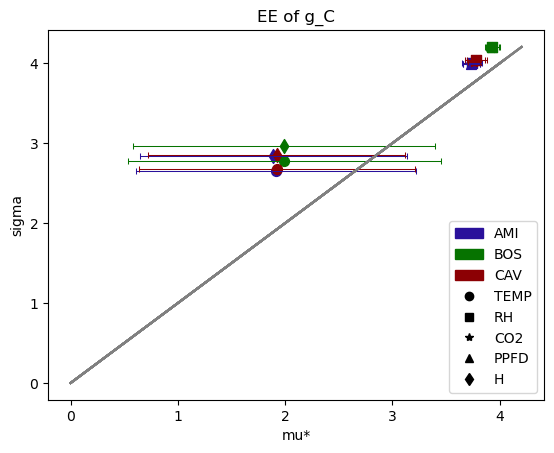 EE of g_C
sigma
4
3
2
1
0
AMI
BOS
CAV
TEMP
RH
CO2
PPFD
H
0 1 2 3 4
mu*